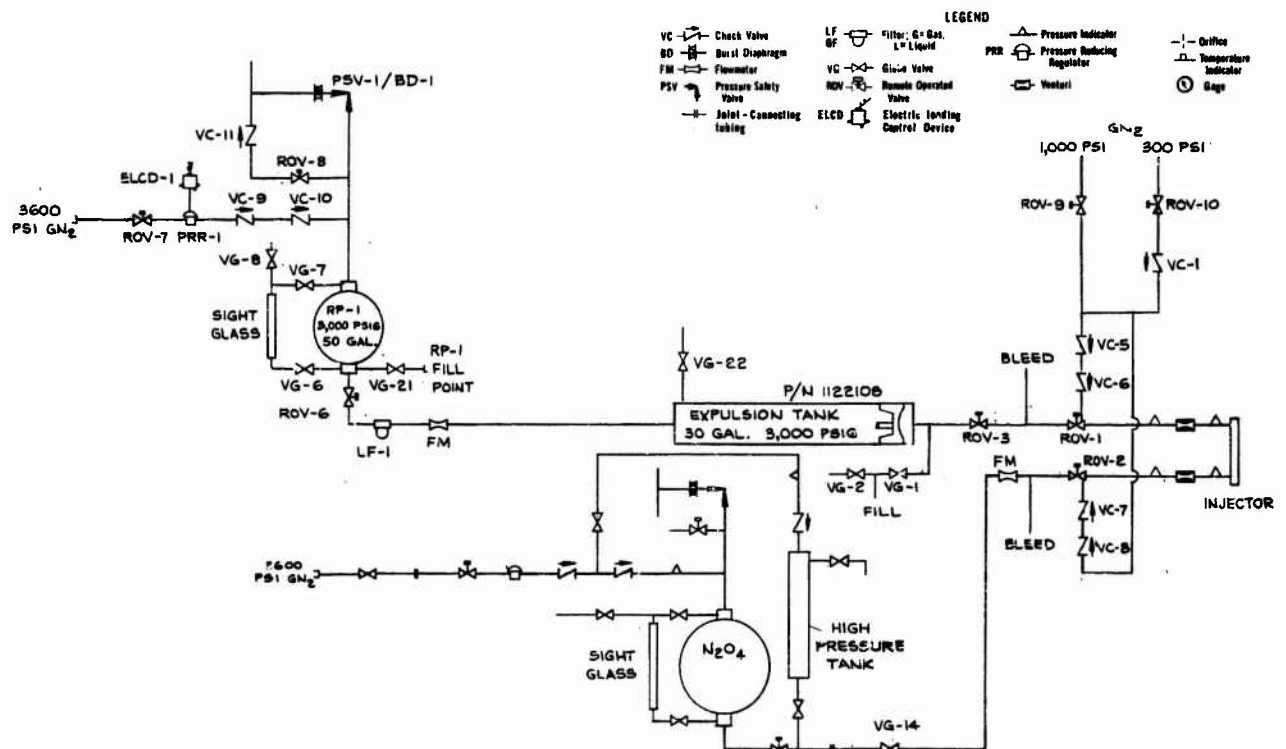 LEGEND
VC Check Valve
BD Burst Diaphragm
FM Flowmeter
PSV Pressure Safety
Valve
Joint - Connecting
tubing
LF
GF
Filter; G= Gas,
L= Liquid
VG Globe Valve
ROV Remote Operated
Valve
ELCD Electric loading
Control Device
Pressure Indicator
PRR Pressure Reducing
Regulator
Venturi
Orifice
Temperature
Indicator
Gage
PSV-1/BD-1
VC-11
ROV-8
ELCD-1
VC-9
VC-10
3600
PSI GN2
ROV-7 PRR-1
VG-8
VG-7
SIGHT
GLASS
RP-1
3,000 PSIG
50 GAL.
RP-1
FILL
POINT
VG-6
VG-21
ROV-6
LF-1
FM
VG-22
P/N 1122108
EXPULSION TANK
30 GAL. 3,000 PSIG
GN2
1,000 PSI
300 PSI
ROV-9
ROV-10
VC-1
VC-5
VC-6
BLEED
ROV-3
ROV-1
FM
ROV-2
VG-2
VG-1
FILL
INJECTOR
VC-7
VC-8
BLEED
3600
PSI GN2
SIGHT
GLASS
N2O4
HIGH
PRESSURE
TANK
VG-14